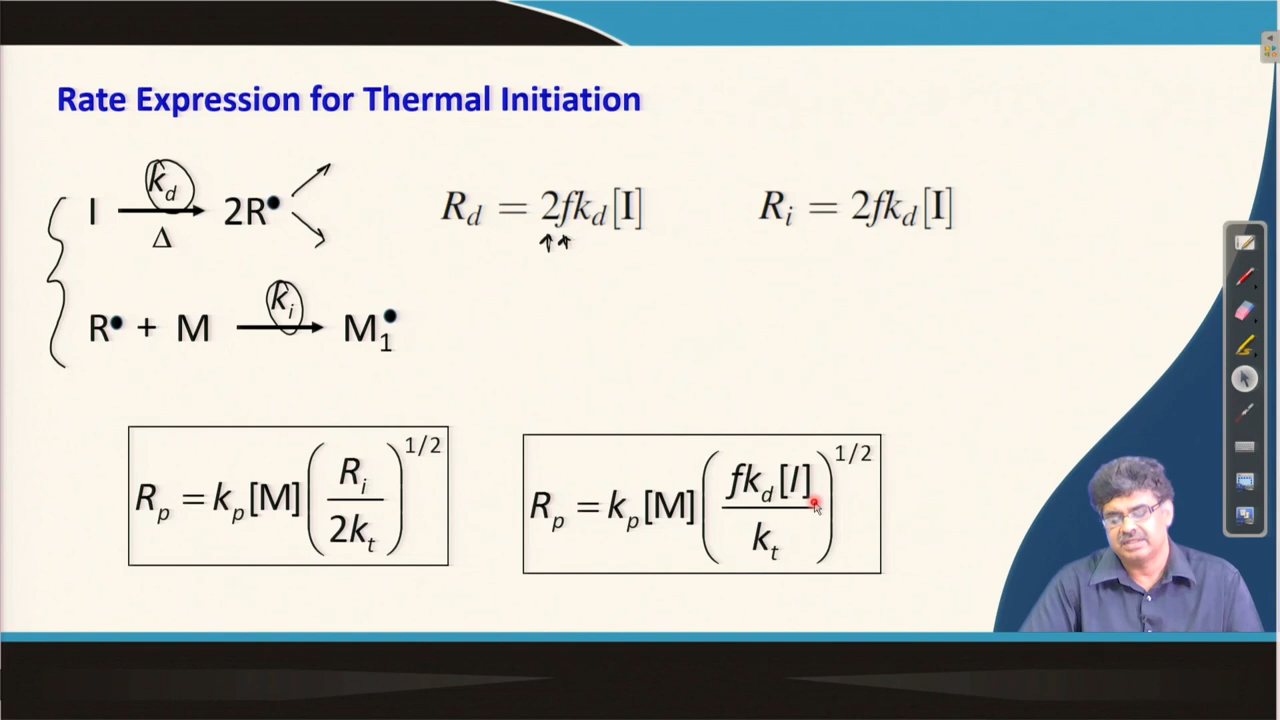 Rate Expression for Thermal Initiation
I k_d Δ 2R•
R_d = 2fk_d[I]
R_i = 2fk_d[I]
R• + M k_i M_1•
R_p = k_p[M](R_i/2k_t)^1/2
R_p = k_p[M](fk_d[I]/k_t)^1/2